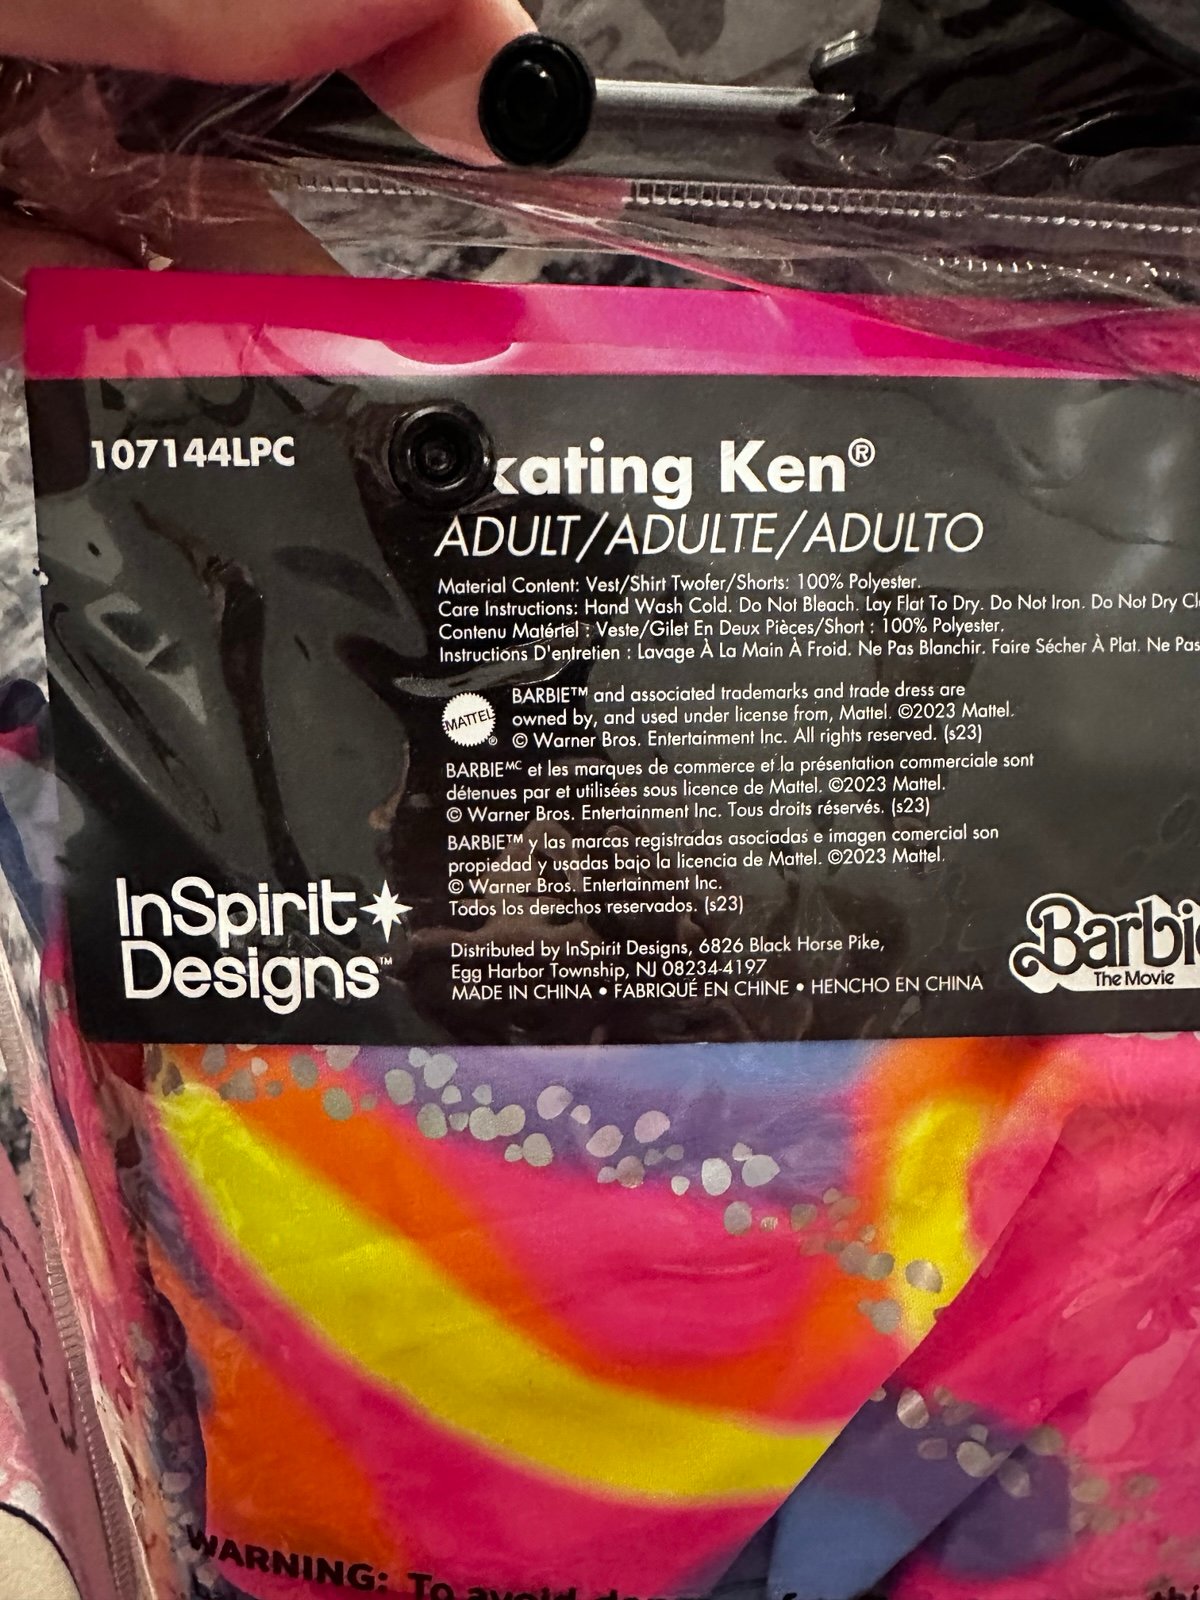 107144LPC
kating Ken®
ADULT/ADULTE/ADULTO
Material Content: Vest/Shirt Twofer/Shorts: 100% Polyester.
Care Instructions: Hand Wash Cold. Do Not Bleach. Lay Flat To Dry. Do Not Iron. Do Not Dry Cl
Contenu Matériel : Veste/Gilet En Deux Pièces/Short : 100% Polyester.
Instructions D'entretien : Lavage À La Main À Froid. Ne Pas Blanchir. Faire Sécher À Plat. Ne Pas
MATTEL®
BARBIE™ and associated trademarks and trade dress are
owned by, and used under license from, Mattel. ©2023 Mattel.
© Warner Bros. Entertainment Inc. All rights reserved. (s23)
BARBIEᴹᶜ et les marques de commerce et la présentation commerciale sont
détenues par et utilisées sous licence de Mattel. ©2023 Mattel.
© Warner Bros. Entertainment Inc. Tous droits réservés. (s23)
BARBIE™ y las marcas registradas asociadas e imagen comercial son
propiedad y usadas bajo la licencia de Mattel. ©2023 Mattel.
© Warner Bros. Entertainment Inc.
Todos los derechos reservados. (s23)
InSpirit
Designs™
Distributed by InSpirit Designs, 6826 Black Horse Pike,
Egg Harbor Township, NJ 08234-4197
MADE IN CHINA • FABRIQUÉ EN CHINE • HENCHO EN CHINA
Barbie
The Movie
WARNING: To avoid